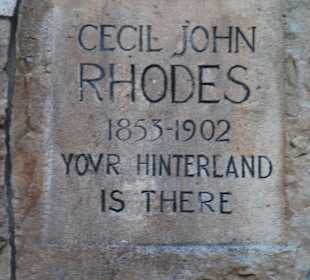 CECIL JOHN
RHODES
1853-1902
YOVR HINTERLAND
IS THERE